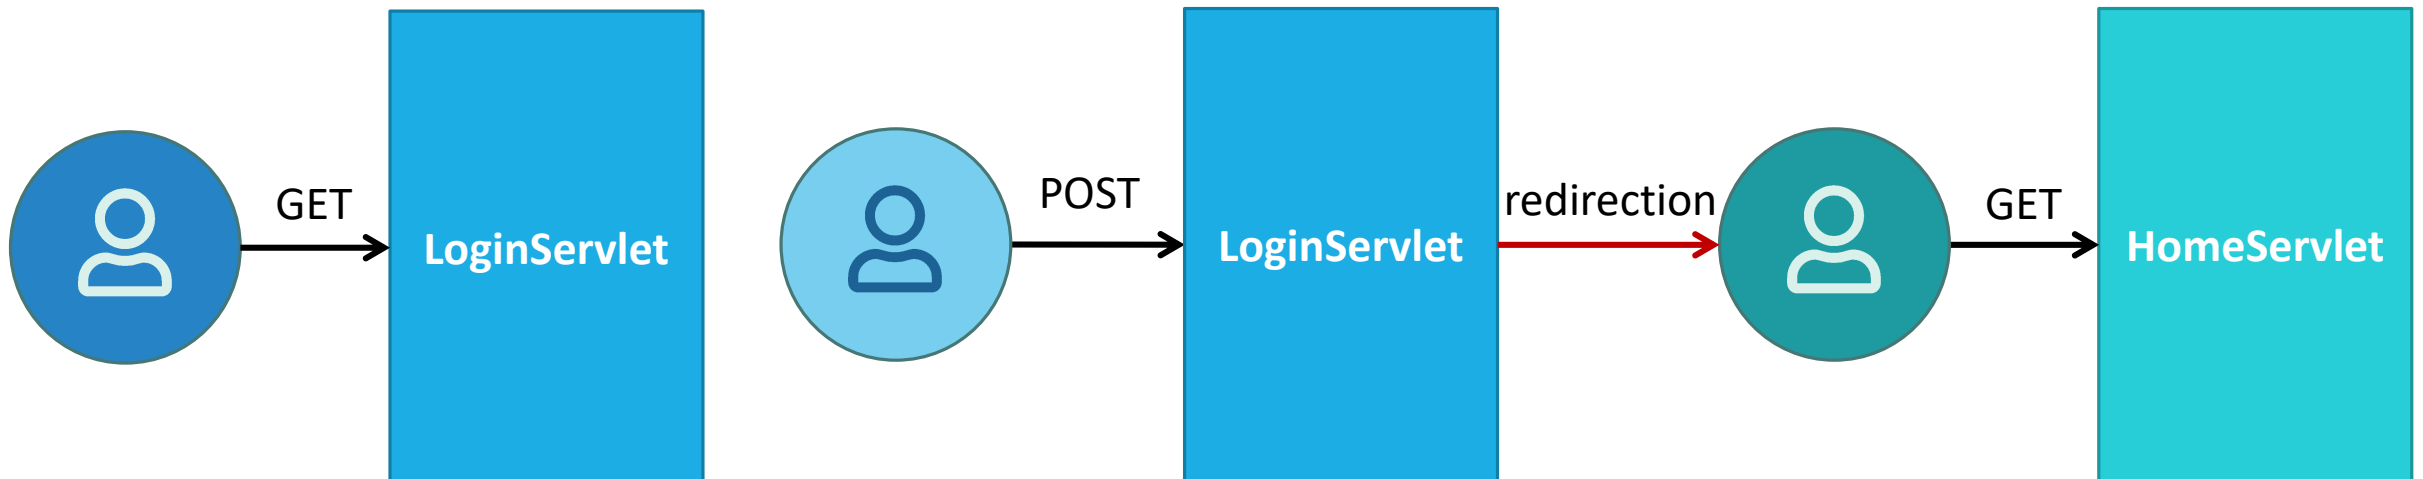 GET
LoginServlet
POST
LoginServlet
redirection
GET
HomeServlet